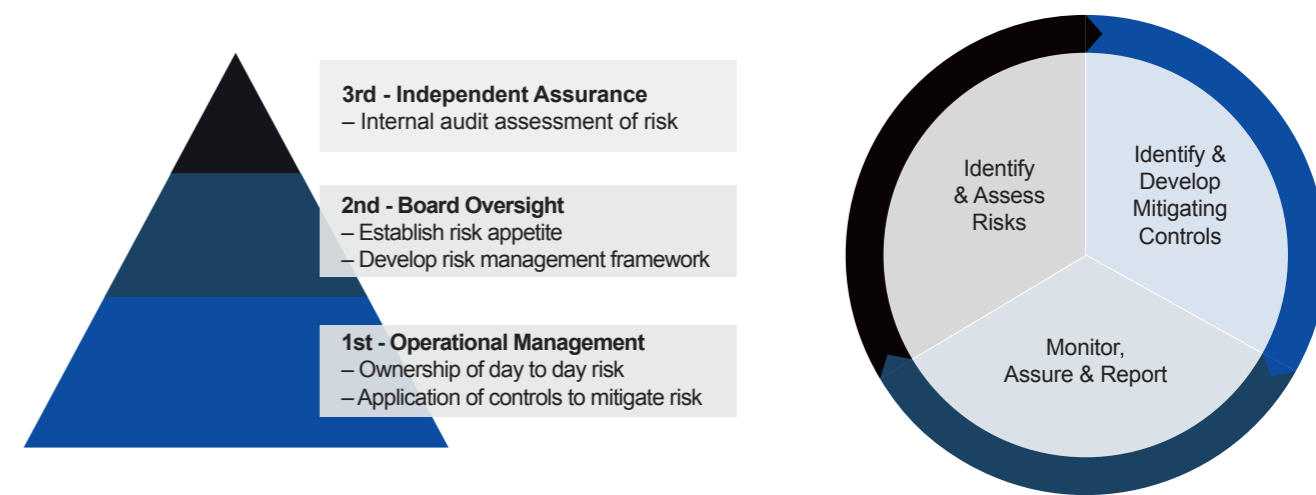 3rd - Independent Assurance
– Internal audit assessment of risk
2nd - Board Oversight
– Establish risk appetite
– Develop risk management framework
1st - Operational Management
– Ownership of day to day risk
– Application of controls to mitigate risk
Identify
& Assess
Risks
Identify &
Develop
Mitigating
Controls
Monitor,
Assure & Report